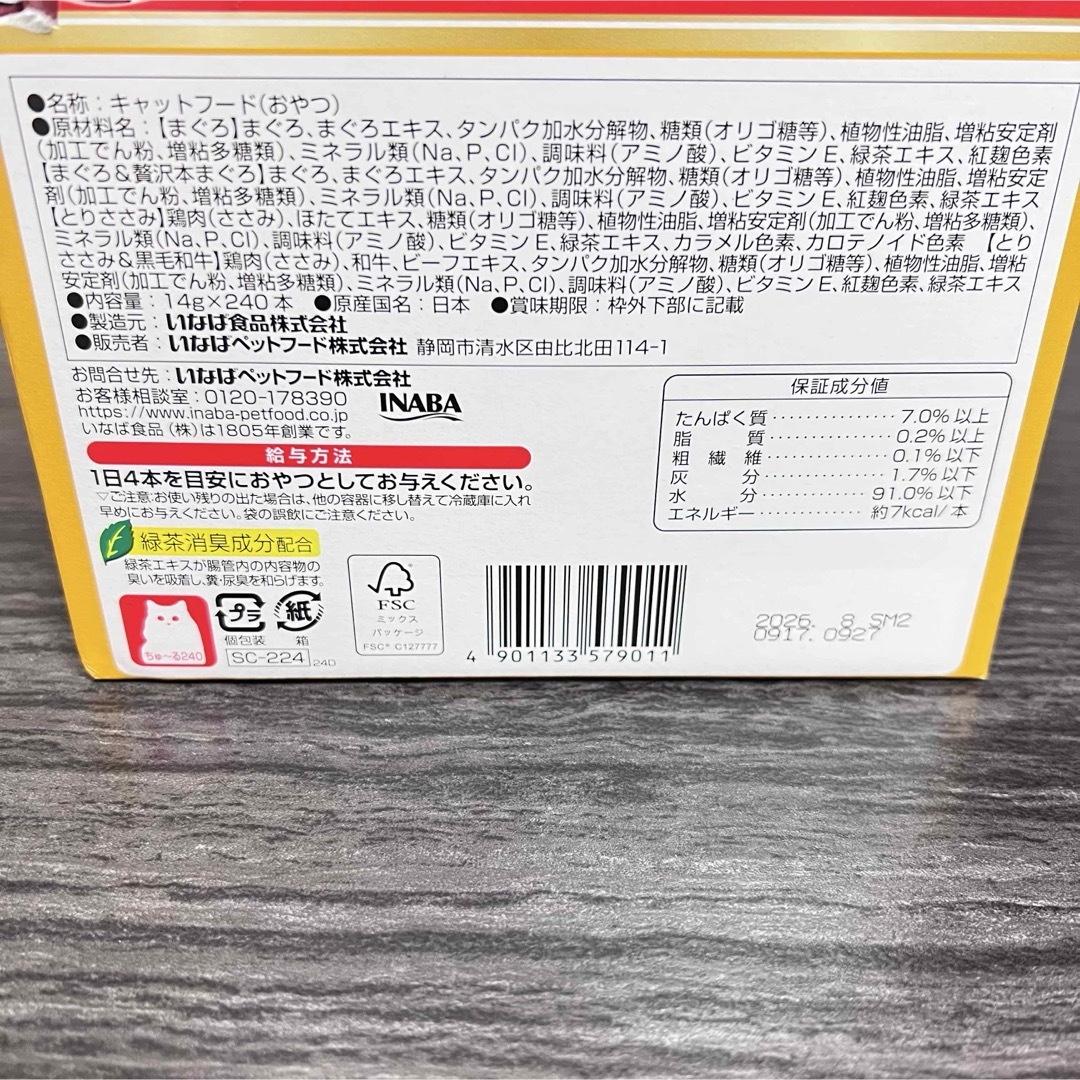 ●名称：キャットフード(おやつ)
●原材料名：【まぐろ】まぐろ、まぐろエキス、タンパク加水分解物、糖類(オリゴ糖等)、植物性油脂、増粘安定剤
(加工でん粉、増粘多糖類)、ミネラル類(Na、P、Cl)、調味料(アミノ酸)、ビタミンE、緑茶エキス、紅麹色素
【まぐろ&贅沢本まぐろ】まぐろ、まぐろエキス、タンパク加水分解物、糖類(オリゴ糖等)、植物性油脂、増粘安定
剤(加工でん粉、増粘多糖類)、ミネラル類(Na、P、Cl)、調味料(アミノ酸)、ビタミンE、紅麹色素、緑茶エキス
【とりささみ】鶏肉(ささみ)、ほたてエキス、糖類(オリゴ糖等)、植物性油脂、増粘安定剤(加工でん粉、増粘多糖類)、
ミネラル類(Na、P、Cl)、調味料(アミノ酸)、ビタミンE、緑茶エキス、カラメル色素、カロテノイド色素 【とり
ささみ&黒毛和牛】鶏肉(ささみ)、和牛、ビーフエキス、タンパク加水分解物、糖類(オリゴ糖等)、植物性油脂、増粘
安定剤(加工でん粉、増粘多糖類)、ミネラル類(Na、P、Cl)、調味料(アミノ酸)、ビタミンE、紅麹色素、緑茶エキス
●内容量：14g×240本 ●原産国名：日本 ●賞味期限：枠外下部に記載
●製造元：いなば食品株式会社
●販売者：いなばペットフード株式会社 静岡市清水区由比北田114-1
お問合せ先：いなばペットフード株式会社
お客様相談室：0120-178390
https://www.inaba-petfood.co.jp
いなば食品(株)は1805年創業です。
INABA
給与方法
1日4本を目安におやつとしてお与えください。
▽ご注意:お使い残りの出た場合は、他の容器に移し替えて冷蔵庫に入れ
早めにお与えください。袋の誤飲にご注意ください。
緑茶消臭成分配合
緑茶エキスが腸管内の内容物の
臭いを吸着し、糞・尿臭を和らげます。
ちゅ～る240
プラ
個包装
紙
箱
SC-224
24D
FSC
ミックス
パッケージ
FSC® C127777
4 901133 579011
保証成分値
たんぱく質・・・・・・・・・・・・・・・7.0%以上
脂質・・・・・・・・・・・・・・・0.2%以上
粗繊維・・・・・・・・・・・・・・・0.1%以下
灰分・・・・・・・・・・・・・・・1.7%以下
水分・・・・・・・・・・・・・・・91.0%以下
エネルギー・・・・・・・・・・・・・約7kcal/本
2026. 8 SM2
0917. 0927